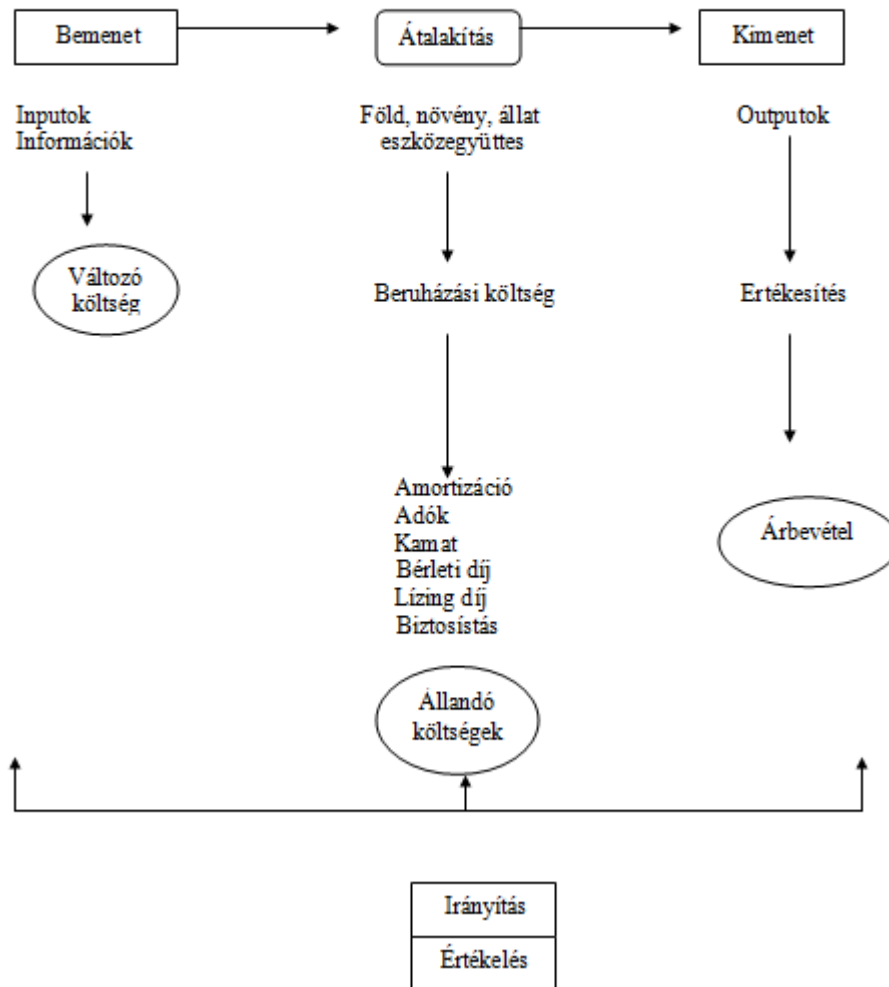 Bemenet
Átalakítás
Kimenet
Inputok
Információk
Föld, növény, állat
eszközegyüttes
Outputok
Változó
költség
Beruházási költség
Ertékesítés
Amortizáció
Adók
Kamat
Bérleti díj
Lízing díj
Biztosístás
Árbevétel
Állandó
költségek
Irányítás
Értékelés